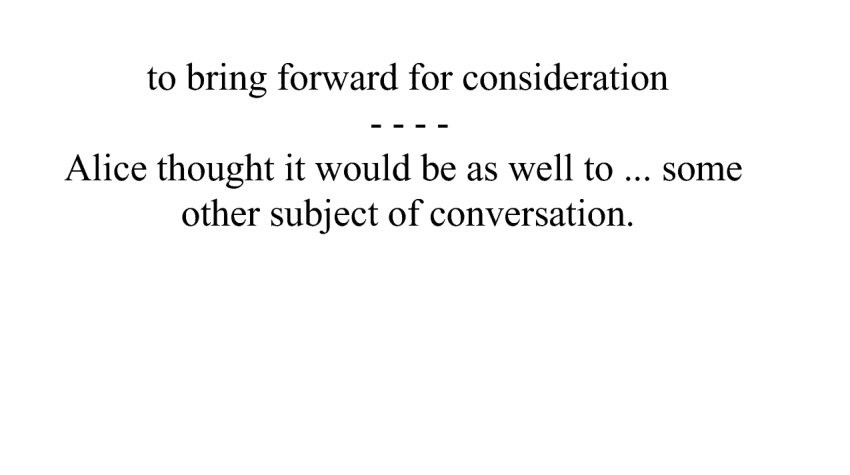 to bring forward for consideration
- - - -
Alice thought it would be as well to ... some
other subject of conversation.